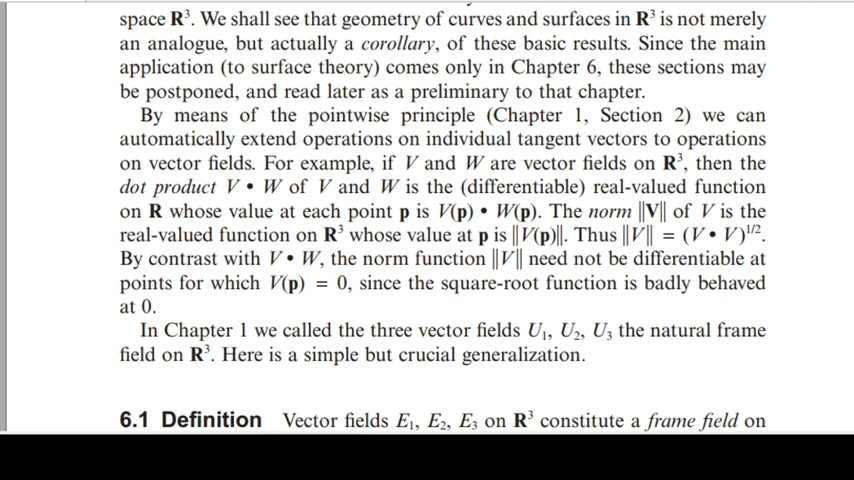 space R³. We shall see that geometry of curves and surfaces in R³ is not merely
an analogue, but actually a corollary, of these basic results. Since the main
application (to surface theory) comes only in Chapter 6, these sections may
be postponed, and read later as a preliminary to that chapter.
By means of the pointwise principle (Chapter 1, Section 2) we can
automatically extend operations on individual tangent vectors to operations
on vector fields. For example, if V and W are vector fields on R³, then the
dot product V • W of V and W is the (differentiable) real-valued function
on R whose value at each point p is V(p) • W(p). The norm ||V|| of V is the
real-valued function on R³ whose value at p is ||V(p)||. Thus ||V|| = (V • V)¹/².
By contrast with V • W, the norm function ||V|| need not be differentiable at
points for which V(p) = 0, since the square-root function is badly behaved
at 0.
In Chapter 1 we called the three vector fields U₁, U₂, U₃ the natural frame
field on R³. Here is a simple but crucial generalization.
6.1 Definition Vector fields E₁, E₂, E₃ on R³ constitute a frame field on